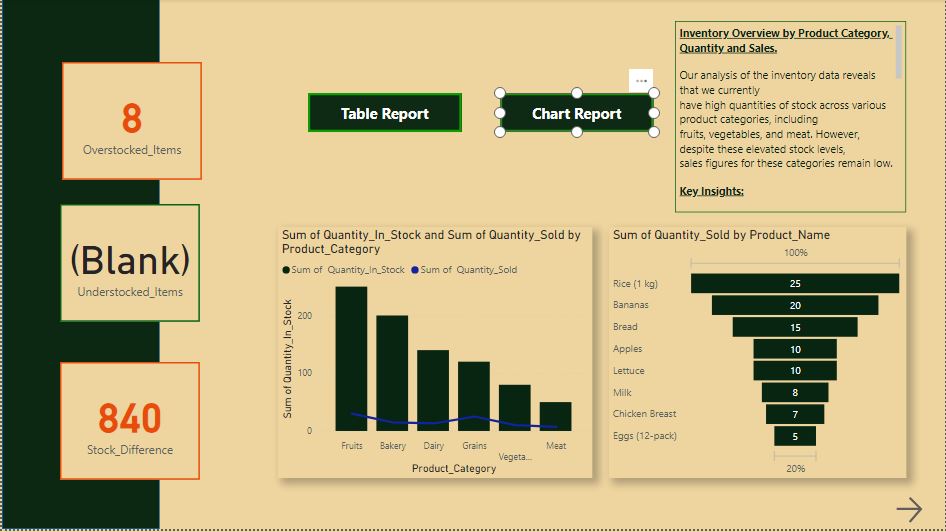 8
Overstocked_Items
(Blank)
Understocked_Items
840
Stock_Difference
Table Report
Chart Report
Inventory Overview by Product Category,
Quantity and Sales.
Our analysis of the inventory data reveals
that we currently
have high quantities of stock across various
product categories, including
fruits, vegetables, and meat. However,
despite these elevated stock levels,
sales figures for these categories remain low.
Key Insights:
Sum of Quantity_In_Stock and Sum of Quantity_Sold by
Product_Category
Sum of Quantity_In_Stock Sum of Quantity_Sold
Sum of Quantity_In_Stock
200
100
0
Fruits Bakery Dairy Grains Vegeta... Meat
Product_Category
Sum of Quantity_Sold by Product_Name
100%
Rice (1 kg) 25
Bananas 20
Bread 15
Apples 10
Lettuce 10
Milk 8
Chicken Breast 7
Eggs (12-pack) 5
20%